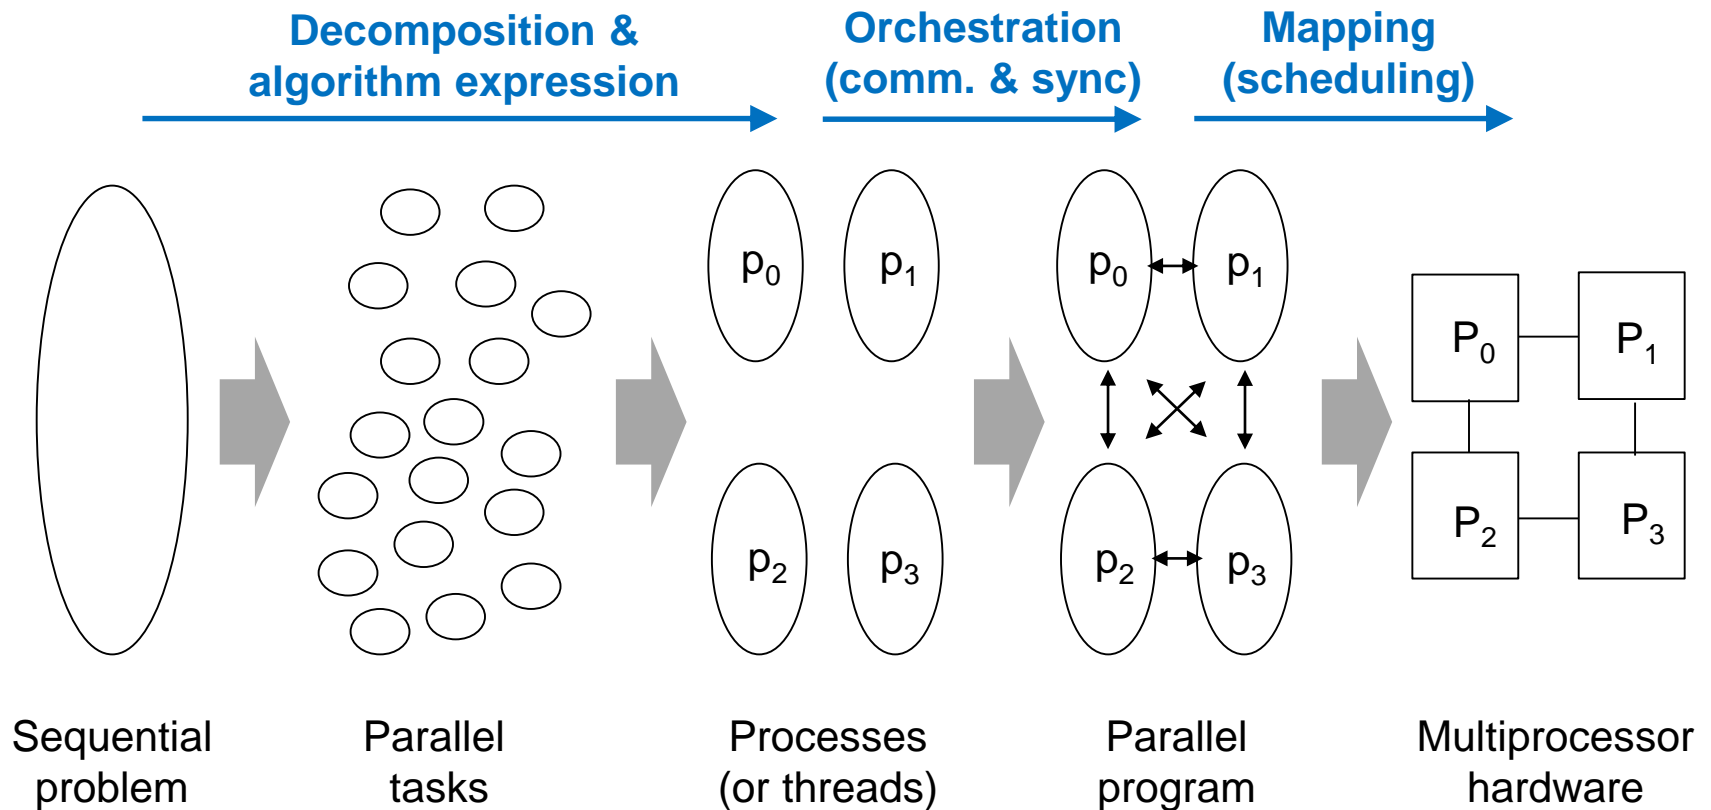 Decomposition &
algorithm expression
Orchestration
(comm. & sync)
Mapping
(scheduling)
p₀
p₁
p₂
p₃
p₀
p₁
p₂
p₃
P₀
P₁
P₂
P₃
Sequential
problem
Parallel
tasks
Processes
(or threads)
Parallel
program
Multiprocessor
hardware